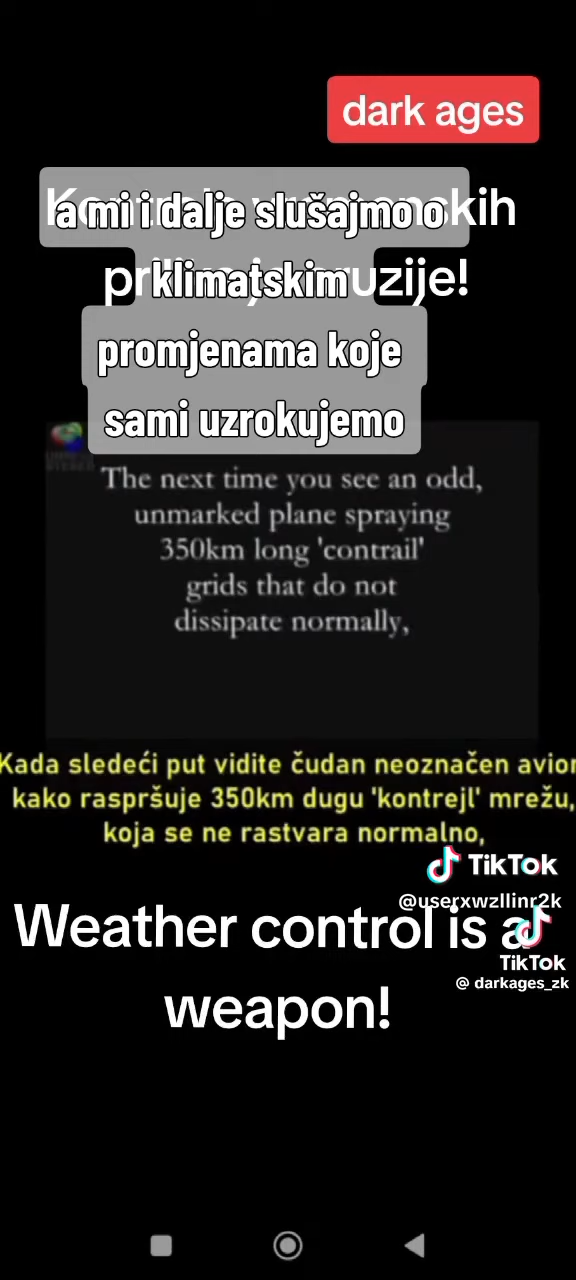 dark ages
a mi i dalje slušajmo o
kih
klimatskim
uzije!
promjenama koje
sami uzrokujemo
The next time you see an odd,
unmarked plane spraying
350km long 'contrail'
grids that do not
dissipate normally,
Kada sledeći put vidite čudan neoznačen avion
kako raspršuje 350km dugu 'kontrejl' mrežu,
koja se ne rastvara normalno,
TikTok
@userxwzllinr2k
Weather control is a
TikTok
@ darkages_zk
weapon!